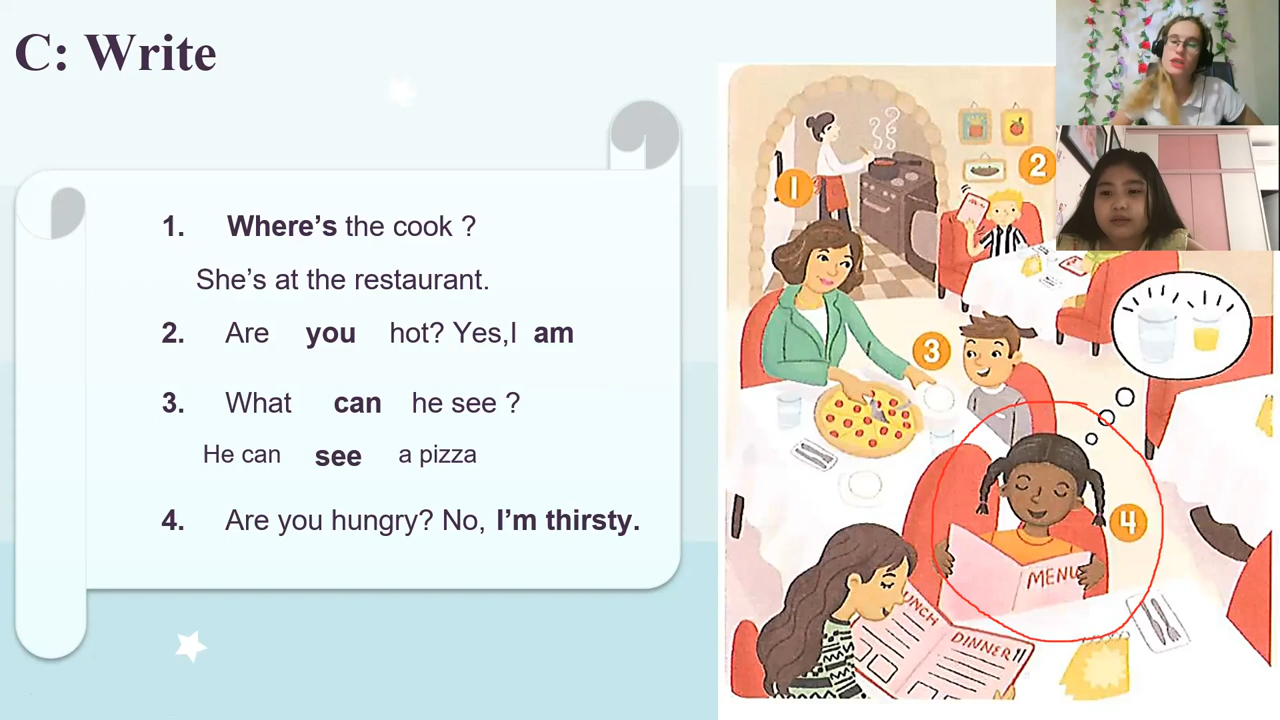 C: Write
1. Where's the cook ?
She's at the restaurant.
2. Are you hot? Yes,I am
3. What can he see ?
He can see a pizza
4. Are you hungry? No, I'm thirsty.
1
2
3
4
MENU
LUNCH
DINNER